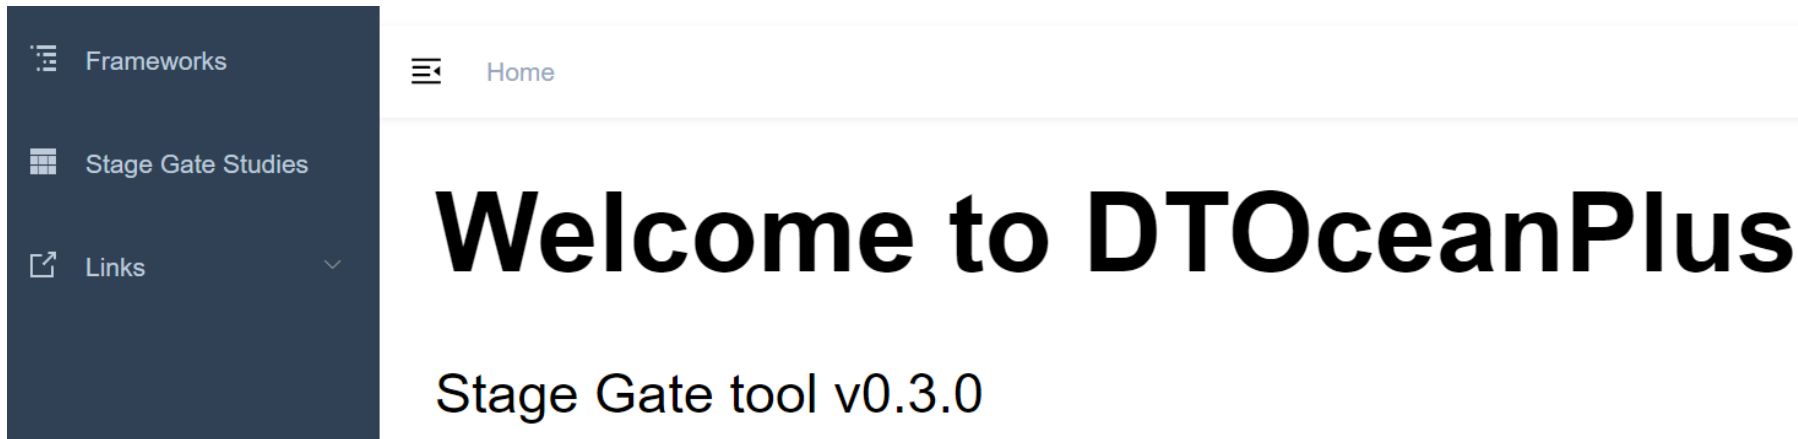 Frameworks
Stage Gate Studies
Links
Home
Welcome to DTOceanPlus
Stage Gate tool v0.3.0